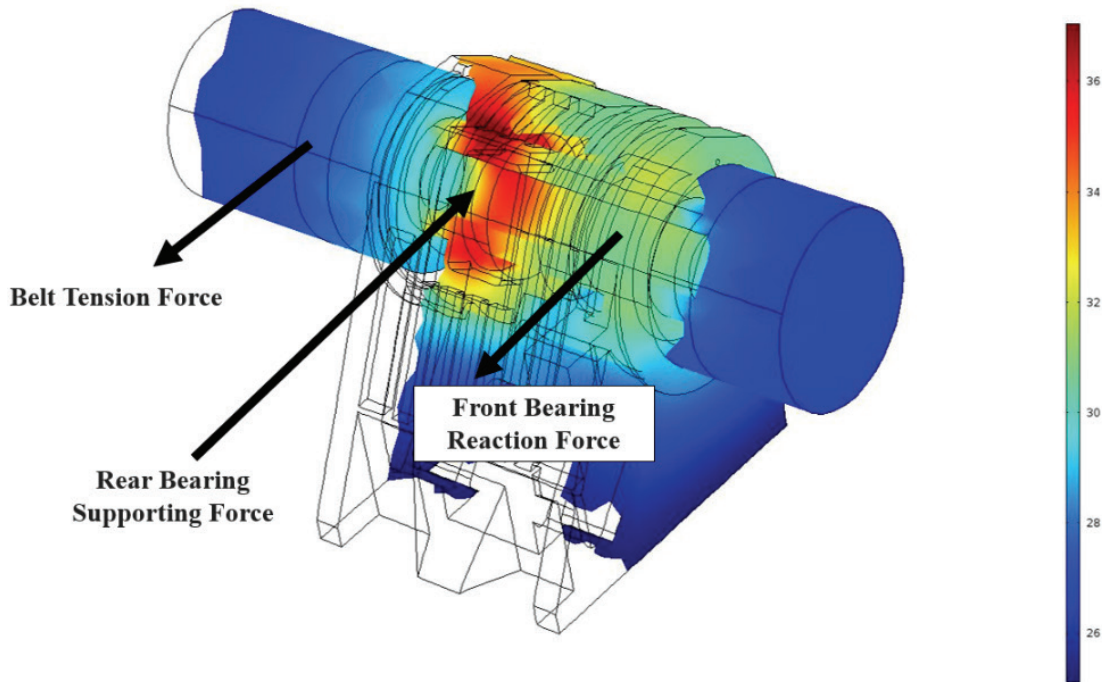 Belt Tension Force
Rear Bearing
Supporting Force
Front Bearing
Reaction Force
36
34
32
30
28
26